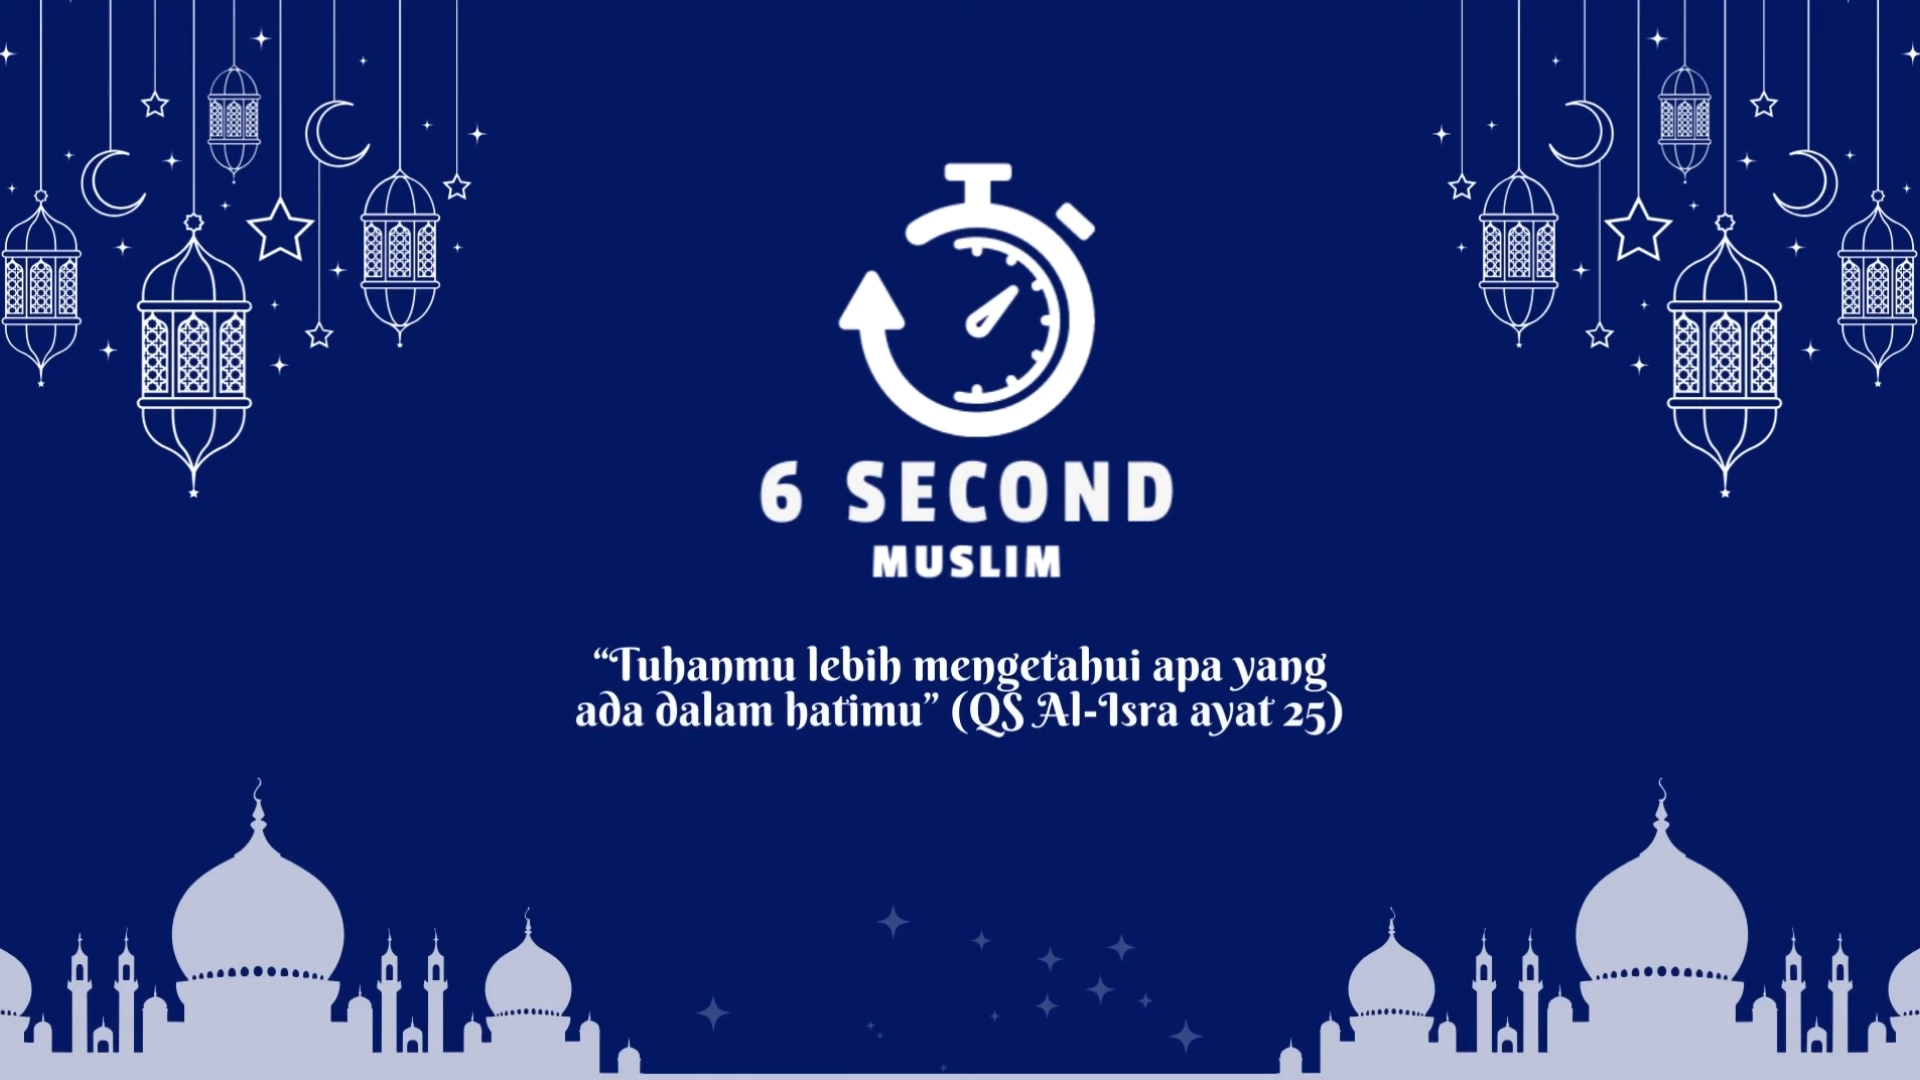 6 SECOND
MUSLIM
“Tuhanmu lebih mengetahui apa yang
ada dalam hatimu” (QS Al-Isra ayat 25)